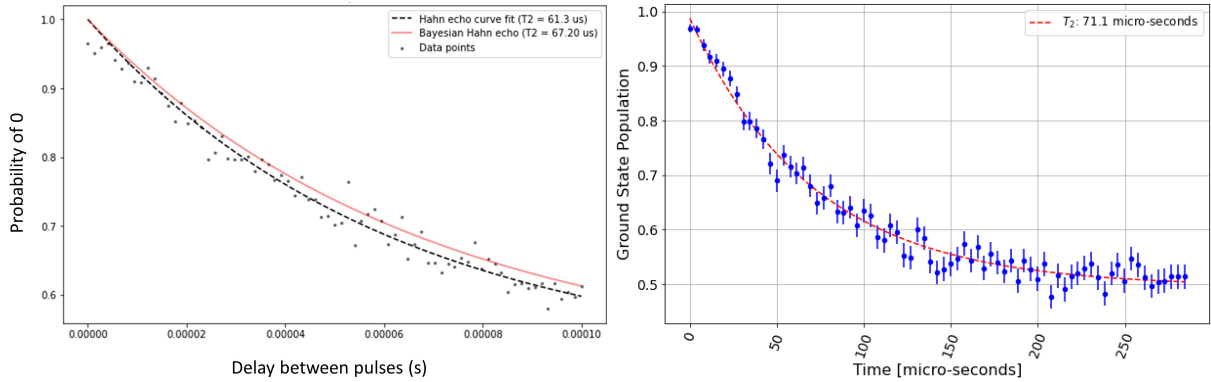 1.0
0.9
0.8
0.7
0.6
Probability of 0
0.00000
0.00002
0.00004
0.00006
0.00008
0.00010
Delay between pulses (s)
Hahn echo curve fit (T2 = 61.3 us)
Bayesian Hahn echo (T2 = 67.20 us)
Data points
1.0
0.9
0.8
0.7
0.6
0.5
Ground State Population
0
50
100
150
200
250
Time [micro-seconds]
T₂: 71.1 micro-seconds